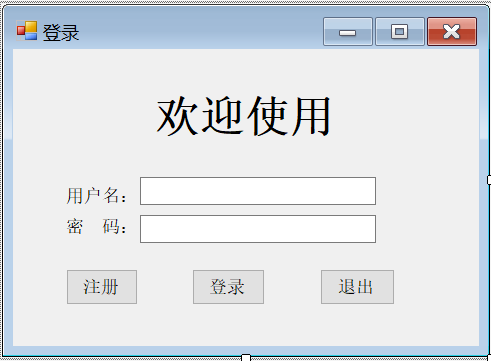 登录
欢迎使用
用户名：
密　码：
注册 登录 退出